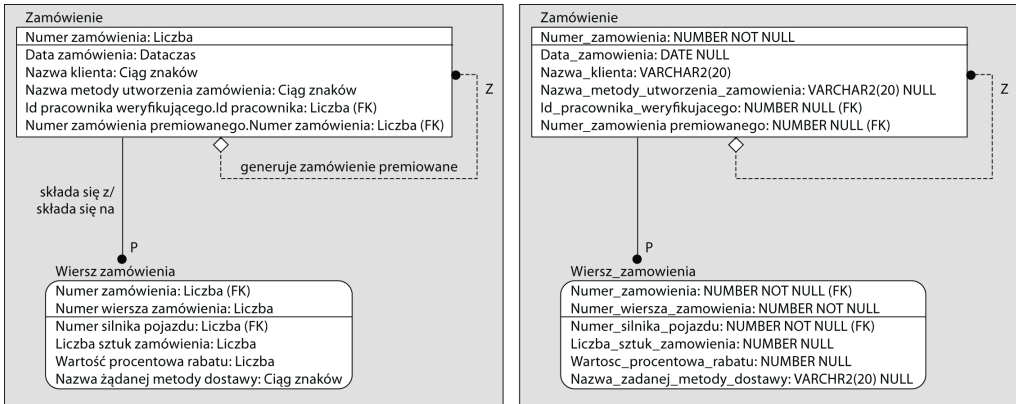 Zamówienie
Numer zamówienia: Liczba
Data zamówienia: Dataczas
Nazwa klienta: Ciąg znaków
Nazwa metody utworzenia zamówienia: Ciąg znaków
Id pracownika weryfikującego.Id pracownika: Liczba (FK)
Numer zamówienia premiowanego.Numer zamówienia: Liczba (FK)
Z
generuje zamówienie premiowane
składa się z/
składa się na
P
Wiersz zamówienia
Numer zamówienia: Liczba (FK)
Numer wiersza zamówienia: Liczba
Numer silnika pojazdu: Liczba (FK)
Liczba sztuk zamówienia: Liczba
Wartość procentowa rabatu: Liczba
Nazwa żądanej metody dostawy: Ciąg znaków
Zamówienie
Numer_zamowienia: NUMBER NOT NULL
Data_zamowienia: DATE NULL
Nazwa_klienta: VARCHAR2(20)
Nazwa_metody_utworzenia_zamowienia: VARCHAR2(20) NULL
Id_pracownika_weryfikujacego: NUMBER NULL (FK)
Numer_zamowienia premiowanego: NUMBER NULL (FK)
Z
P
Wiersz_zamowienia
Numer_zamowienia: NUMBER NOT NULL (FK)
Numer_wiersza_zamowienia: NUMBER NOT NULL
Numer_silnika_pojazdu: NUMBER NOT NULL (FK)
Liczba_sztuk_zamowienia: NUMBER NULL
Wartosc_procentowa_rabatu: NUMBER NULL
Nazwa_zadanej_metody_dostawy: VARCHR2(20) NULL